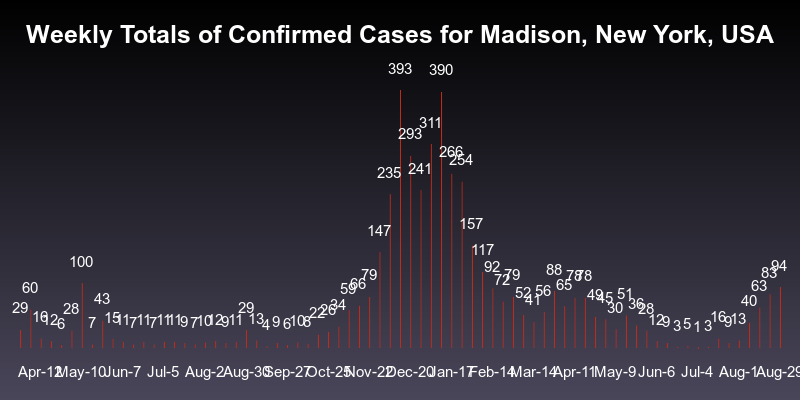 Weekly Totals of Confirmed Cases for Madison, New York, USA
29 60 16 12 6 28 100 7 43 15 11 7 11 7 11 11 9 7 10 12 9 11 29 13 4 9 6 10 8 22 26 34 59 66 79 147 235 393 293 241 311 390 266 254 157 117 92 72 79 52 41 56 88 65 78 78 49 45 30 51 36 28 12 9 3 5 1 3 16 9 13 40 63 83 94
Apr-12 May-10 Jun-7 Jul-5 Aug-2 Aug-30 Sep-27 Oct-25 Nov-22 Dec-20 Jan-17 Feb-14 Mar-14 Apr-11 May-9 Jun-6 Jul-4 Aug-1 Aug-29